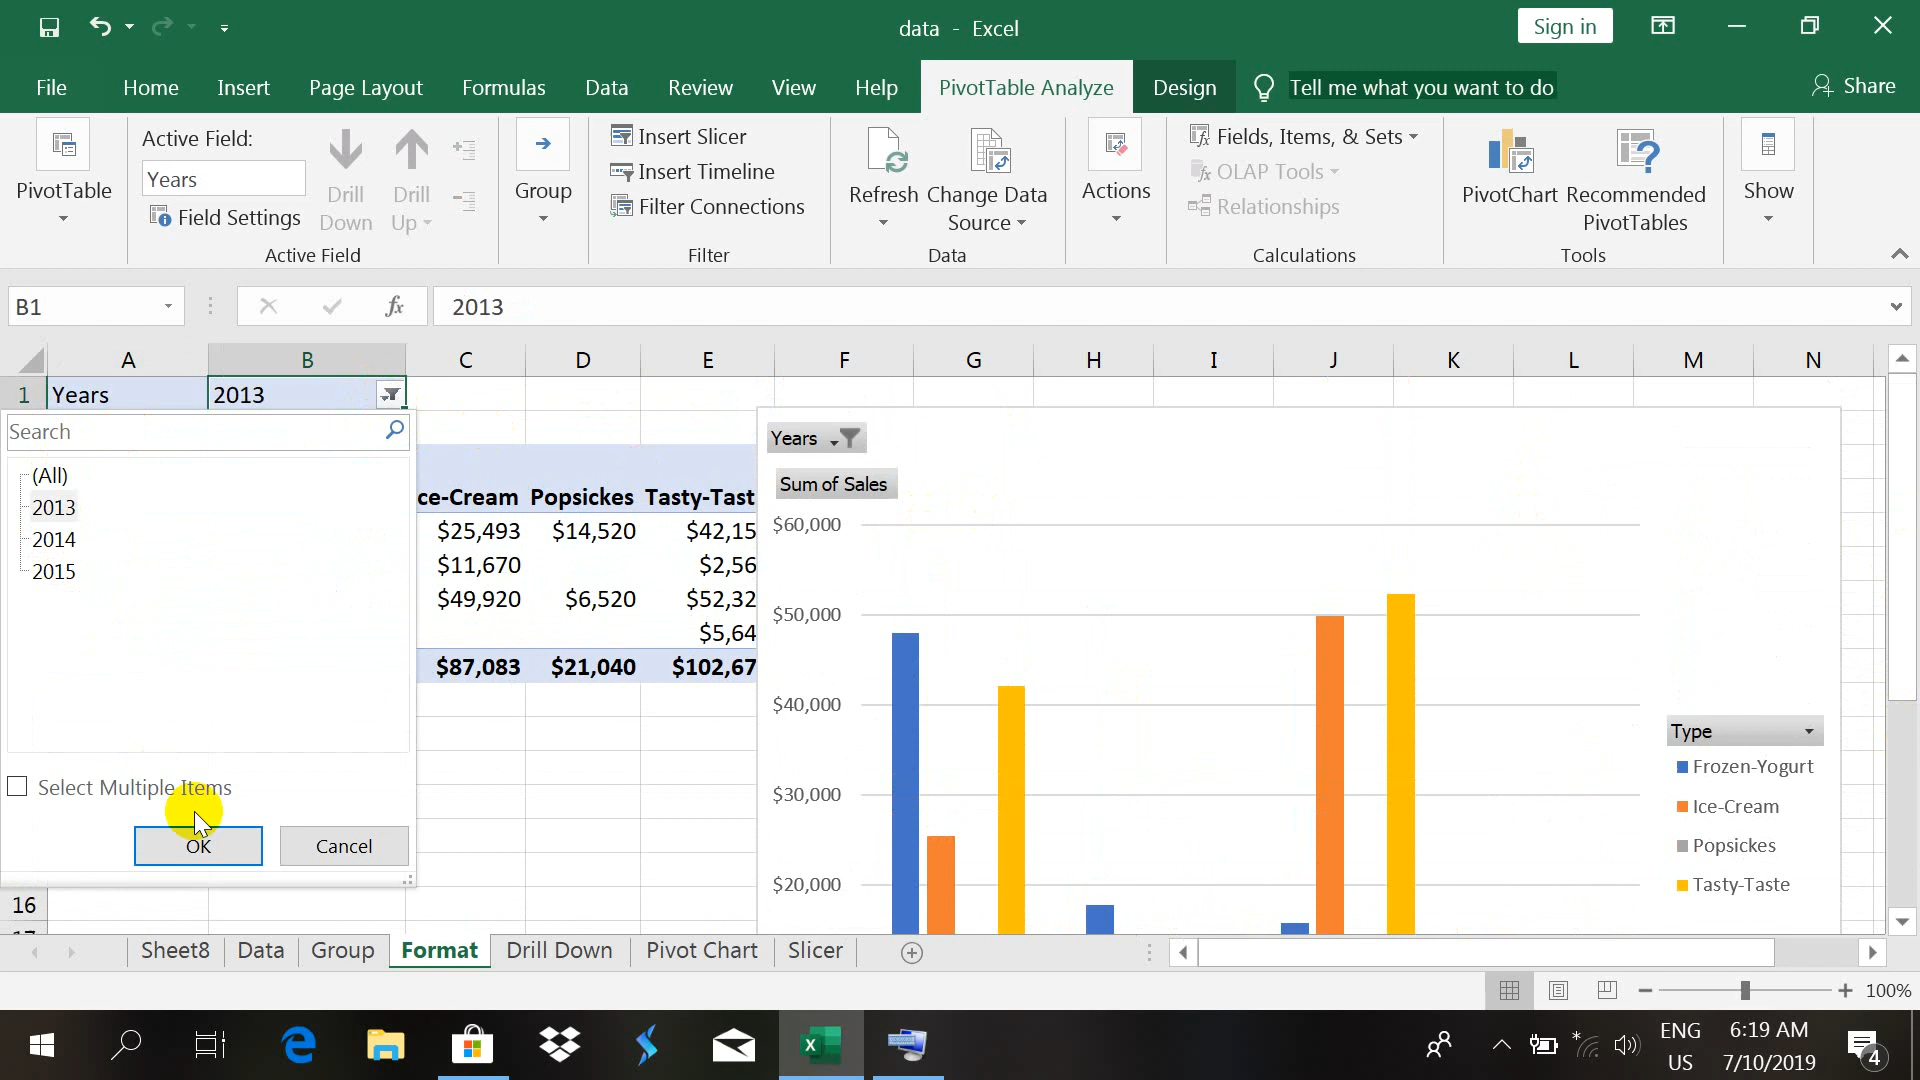 data - Excel
Sign in
File Home Insert Page Layout Formulas Data Review View Help PivotTable Analyze Design Tell me what you want to do Share
PivotTable
Active Field:
Years
Field Settings
Drill Down
Drill Up
Active Field
Group
Insert Slicer
Insert Timeline
Filter Connections
Filter
Refresh
Change Data Source
Data
Actions
Fields, Items, & Sets
OLAP Tools
Relationships
Calculations
PivotChart
Recommended PivotTables
Tools
Show
B1 fx 2013
A B C D E F G H I J K L M N
1 Years 2013
Search
(All)
2013
2014
2015
Select Multiple Items
OK Cancel
ce-Cream Popsickes Tasty-Tast
$25,493 $14,520 $42,15
$11,670 $2,56
$49,920 $6,520 $52,32
$5,64
$87,083 $21,040 $102,67
Years
Sum of Sales
$60,000
$50,000
$40,000
$30,000
$20,000
Type
Frozen-Yogurt
Ice-Cream
Popsickes
Tasty-Taste
16
Sheet8 Data Group Format Drill Down Pivot Chart Slicer
100%
ENG
US
6:19 AM
7/10/2019
4